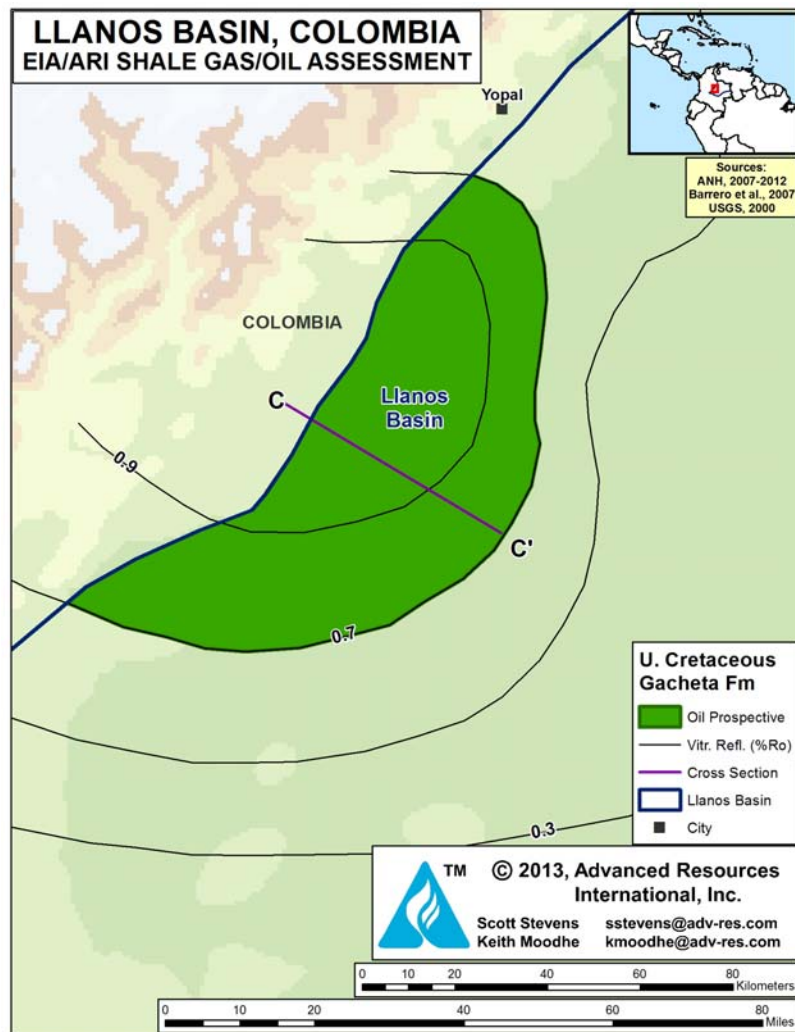 LLANOS BASIN, COLOMBIA
EIA/ARI SHALE GAS/OIL ASSESSMENT
Yopal
Sources:
ANH, 2007-2012
Barrero et al., 2007
USGS, 2000
COLOMBIA
C
Llanos
Basin
0.9
C'
0.7
U. Cretaceous
Gacheta Fm
Oil Prospective
Vitr. Refl. (%Ro)
Cross Section
Llanos Basin
City
0.3
TM
© 2013, Advanced Resources
International, Inc.
Scott Stevens sstevens@adv-res.com
Keith Moodhe kmoodhe@adv-res.com
0 10 20 40 60 80
Kilometers
0 20 40 60 80
Miles